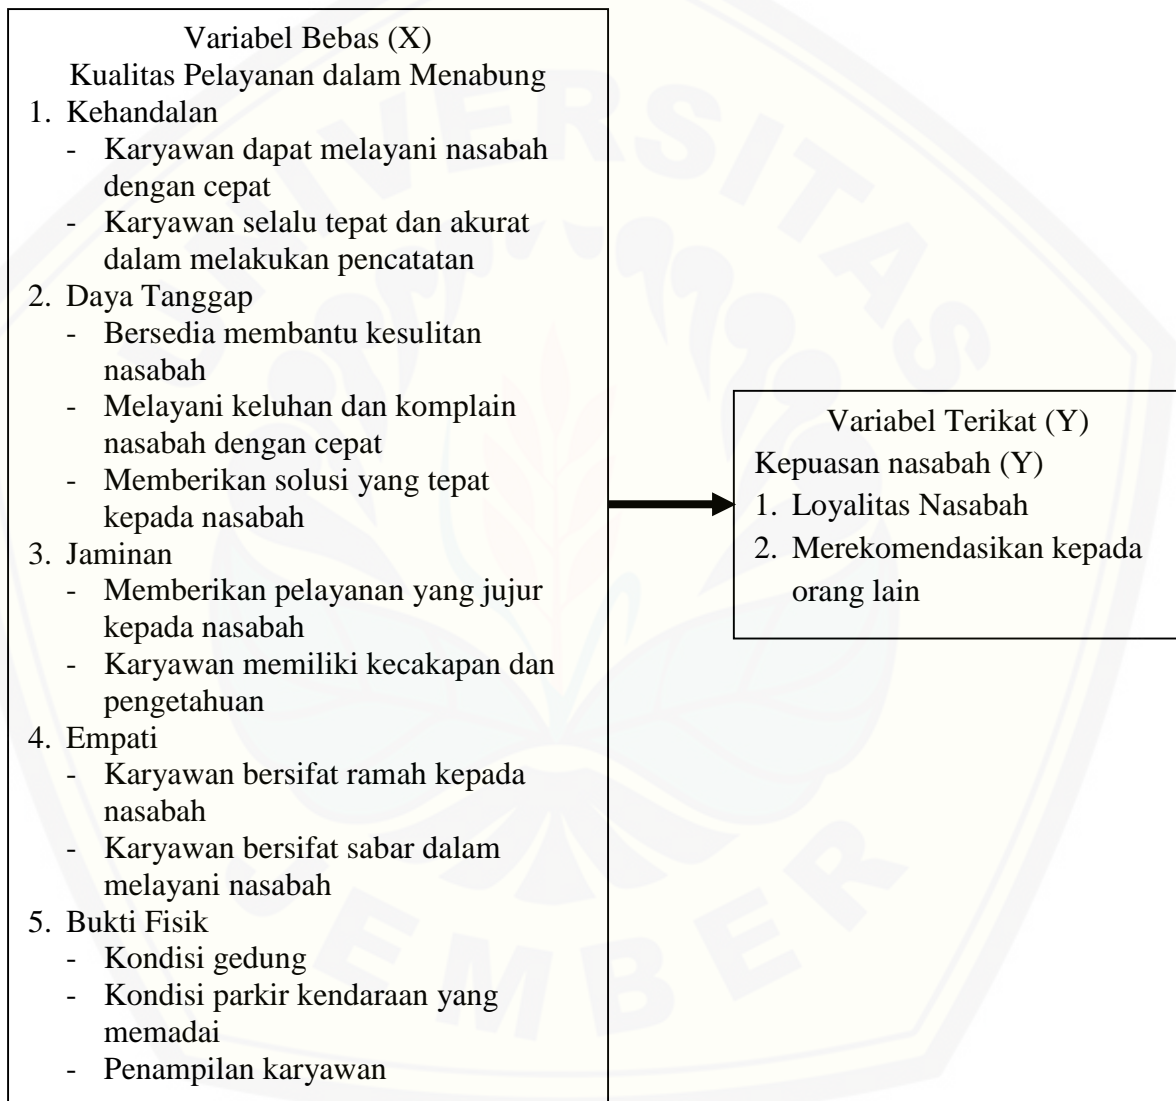 Variabel Bebas (X)
Kualitas Pelayanan dalam Menabung
1. Kehandalan
- Karyawan dapat melayani nasabah
dengan cepat
- Karyawan selalu tepat dan akurat
dalam melakukan pencatatan
2. Daya Tanggap
- Bersedia membantu kesulitan
nasabah
- Melayani keluhan dan komplain
nasabah dengan cepat
- Memberikan solusi yang tepat
kepada nasabah
3. Jaminan
- Memberikan pelayanan yang jujur
kepada nasabah
- Karyawan memiliki kecakapan dan
pengetahuan
4. Empati
- Karyawan bersifat ramah kepada
nasabah
- Karyawan bersifat sabar dalam
melayani nasabah
5. Bukti Fisik
- Kondisi gedung
- Kondisi parkir kendaraan yang
memadai
- Penampilan karyawan
Variabel Terikat (Y)
Kepuasan nasabah (Y)
1. Loyalitas Nasabah
2. Merekomendasikan kepada
orang lain
UNIVERSITAS
JEMBER